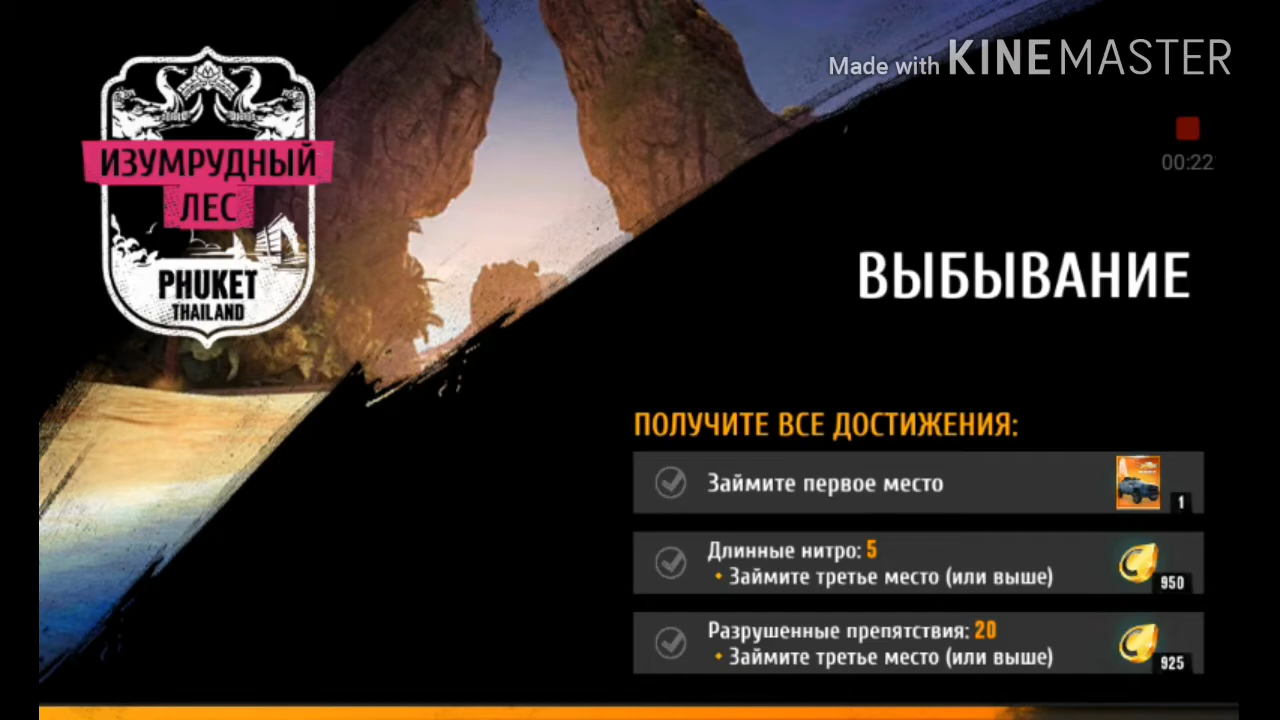 Made with KINEMASTER
00:22
ИЗУМРУДНЫЙ
ЛЕС
PHUKET
THAILAND
ВЫБЫВАНИЕ
ПОЛУЧИТЕ ВСЕ ДОСТИЖЕНИЯ:
Займите первое место
1
Длинные нитро: 5
Займите третье место (или выше)
950
Разрушенные препятствия: 20
Займите третье место (или выше)
925